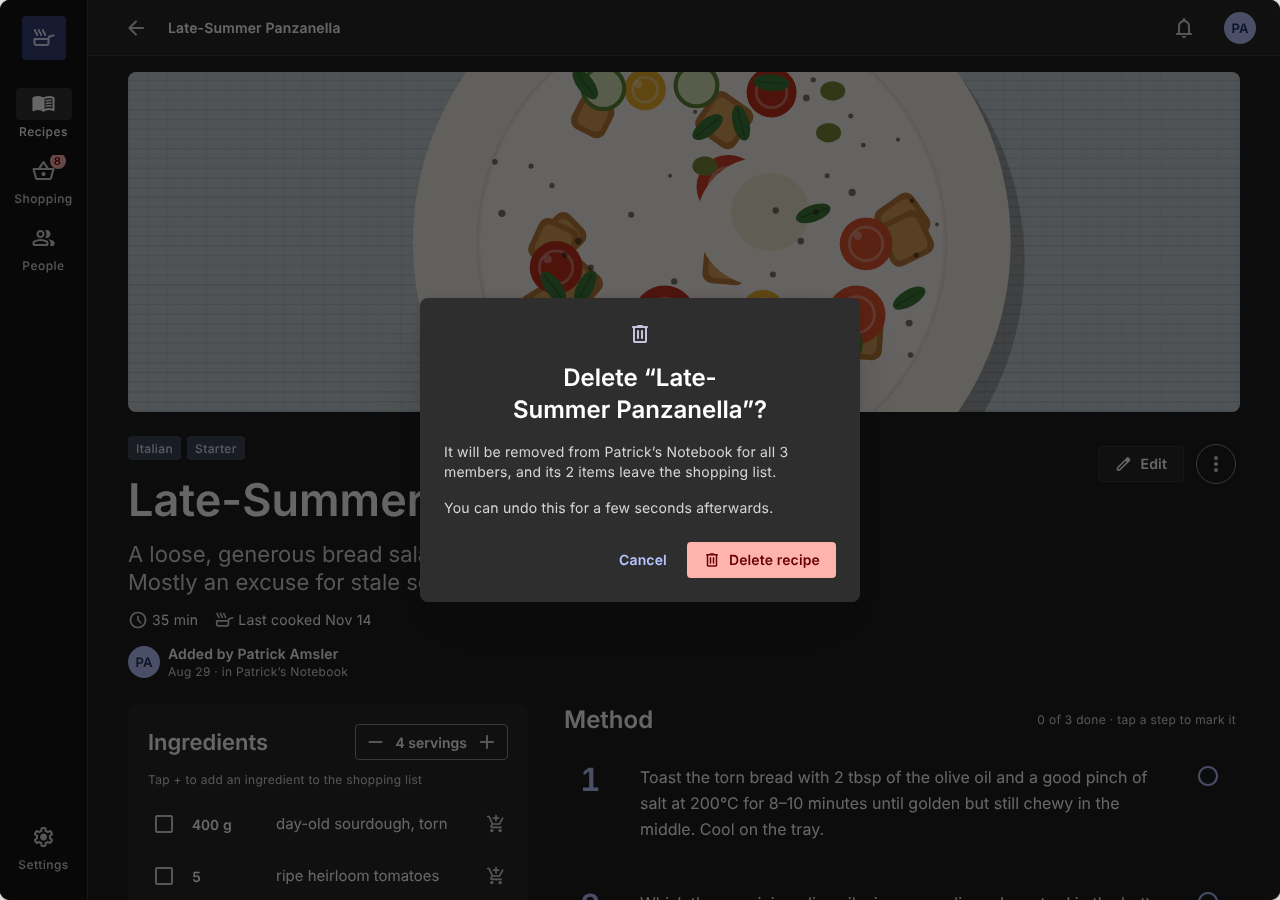 Late-Summer Panzanella
PA
Recipes
8
Shopping
People
Settings
Delete “Late-
Summer Panzanella”?
It will be removed from Patrick’s Notebook for all 3
members, and its 2 items leave the shopping list.
You can undo this for a few seconds afterwards.
Cancel
Delete recipe
Italian
Starter
Edit
Late-Summer
A loose, generous bread sal
Mostly an excuse for stale
35 min
Last cooked Nov 14
PA
Added by Patrick Amsler
Aug 29 · in Patrick’s Notebook
Ingredients
4 servings
Tap + to add an ingredient to the shopping list
400 g
day-old sourdough, torn
5
ripe heirloom tomatoes
Method
0 of 3 done · tap a step to mark it
1
Toast the torn bread with 2 tbsp of the olive oil and a good pinch of
salt at 200°C for 8–10 minutes until golden but still chewy in the
middle. Cool on the tray.